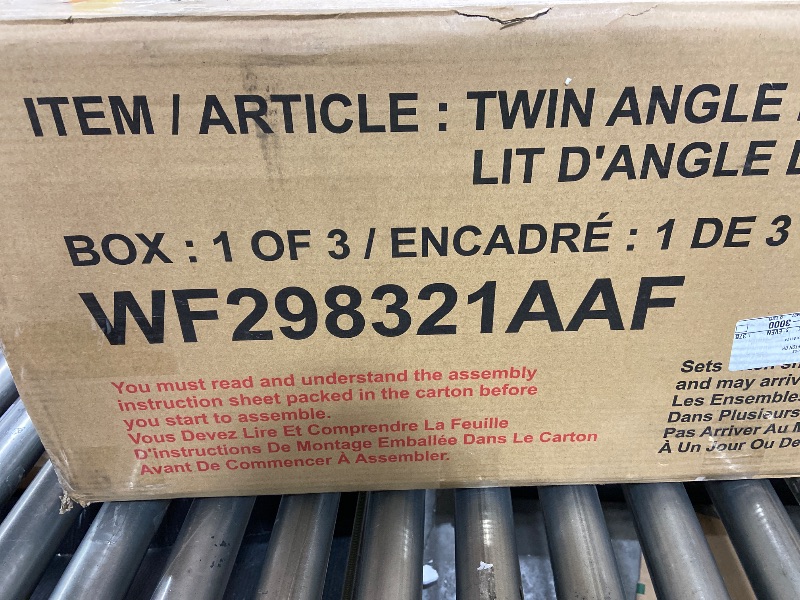 ITEM / ARTICLE : TWIN ANGLE
LIT D'ANGLE
BOX : 1 OF 3 / ENCADRÉ : 1 DE 3
WF298321AAF
You must read and understand the assembly
instruction sheet packed in the carton before
you start to assemble.
Vous Devez Lire Et Comprendre La Feuille
D'instructions De Montage Emballée Dans Le Carton
Avant De Commencer À Assembler.
Sets
and may arriv
Les Ensembles
Dans Plusieurs
Pas Arriver Au
À Un Jour Ou De
3000